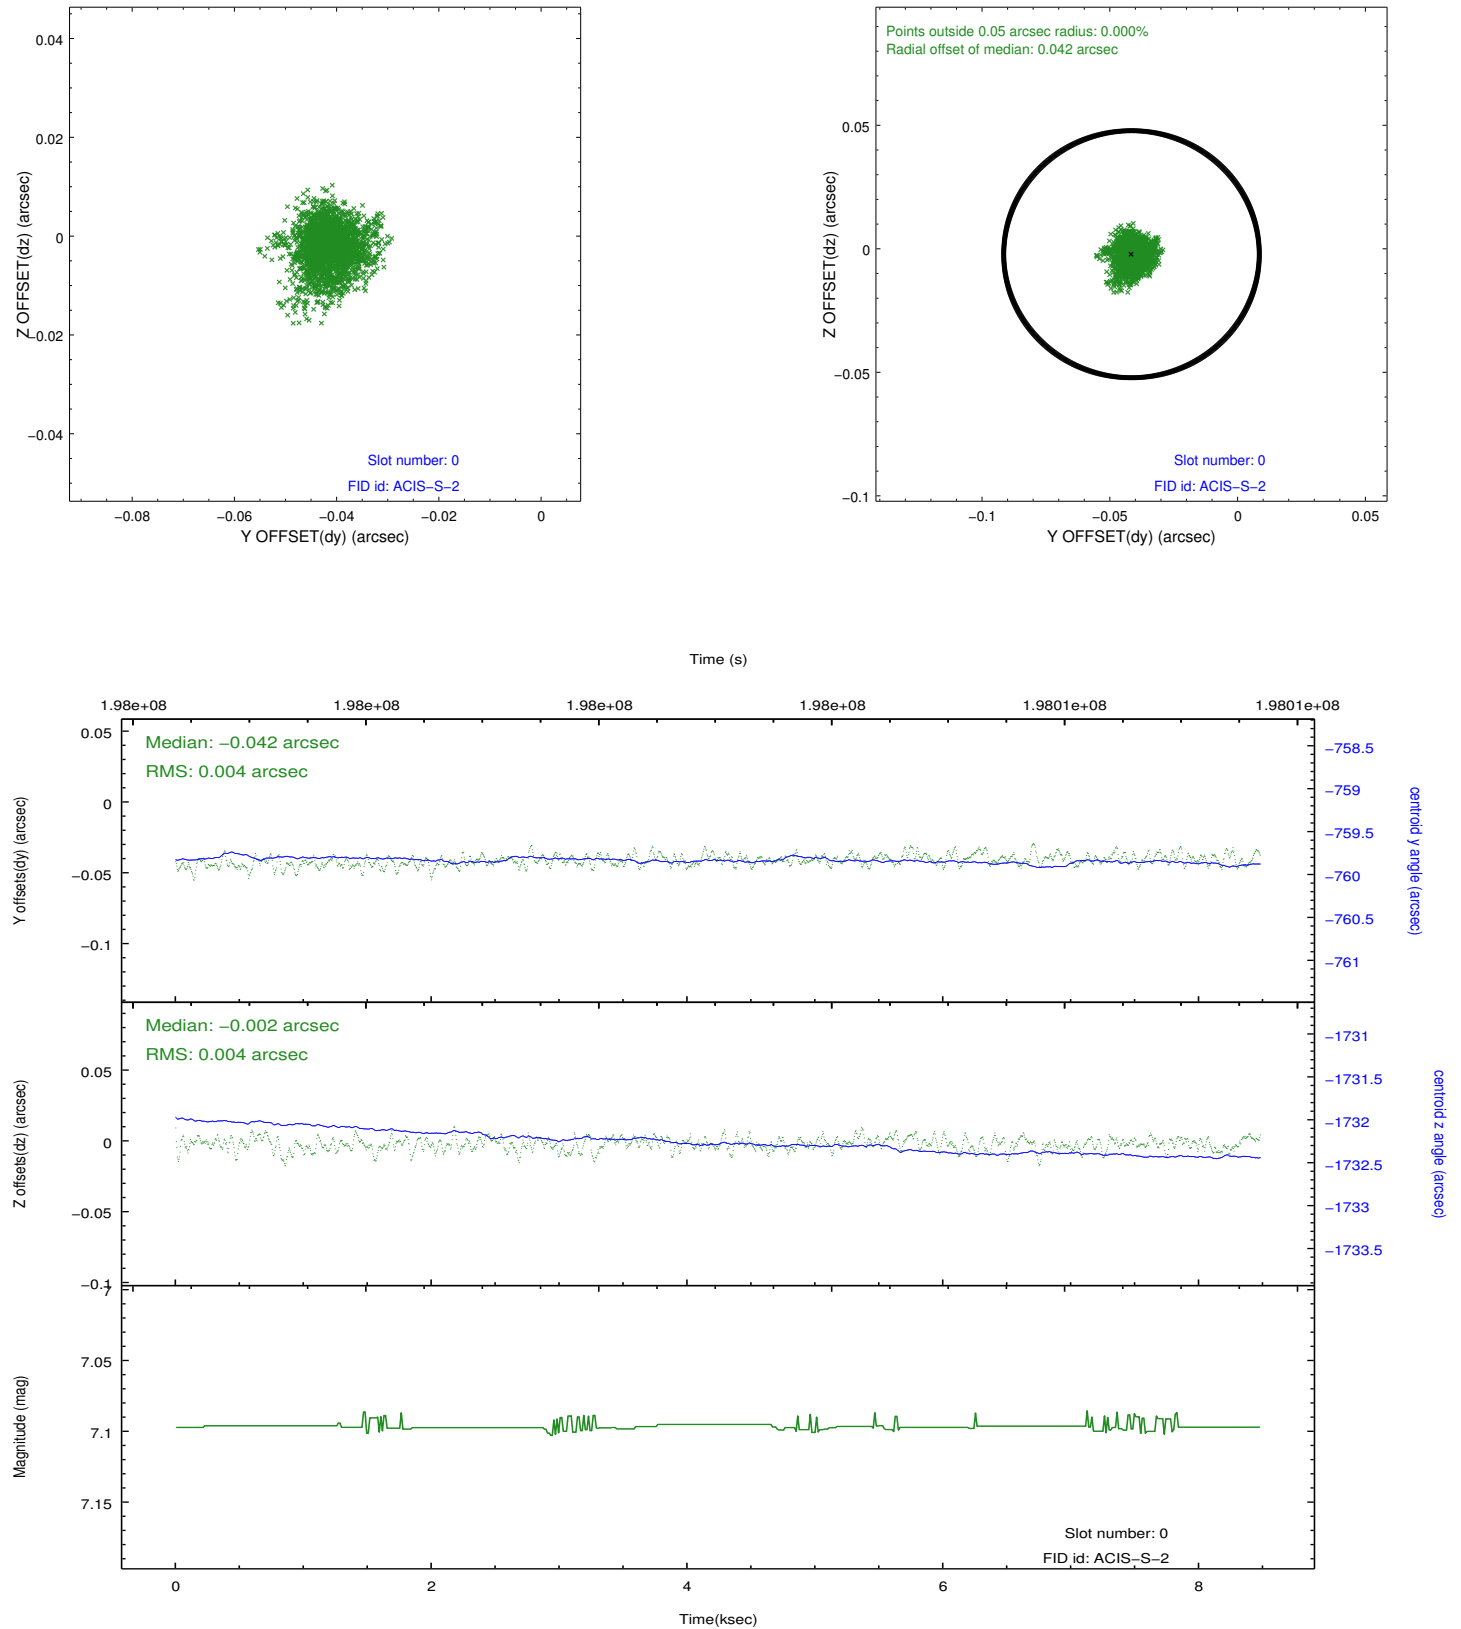 0.04
0.02
0
−0.02
−0.04
Z OFFSET(dz) (arcsec)
Slot number: 0
FID id: ACIS−S−2
−0.08 −0.06 −0.04 −0.02 0
Y OFFSET(dy) (arcsec)
Points outside 0.05 arcsec radius: 0.000%
Radial offset of median: 0.042 arcsec
0.05
0
−0.05
−0.1
Z OFFSET(dz) (arcsec)
Slot number: 0
FID id: ACIS−S−2
−0.1 −0.05 0 0.05
Y OFFSET(dy) (arcsec)
Time (s)
1.98e+08 1.98e+08 1.98e+08 1.98e+08 1.9801e+08 1.9801e+08
Median: −0.042 arcsec
RMS: 0.004 arcsec
0.05
0
−0.05
−0.1
Y offsets(dy) (arcsec)
−758.5
−759
−759.5
−760
−760.5
−761
centroid y angle (arcsec)
Median: −0.002 arcsec
RMS: 0.004 arcsec
0.05
0
−0.05
−0.1
Z offsets(dz) (arcsec)
−1731
−1731.5
−1732
−1732.5
−1733
−1733.5
centroid z angle (arcsec)
7
7.05
7.1
7.15
Magnitude (mag)
Slot number: 0
FID id: ACIS−S−2
0 2 4 6 8
Time(ksec)